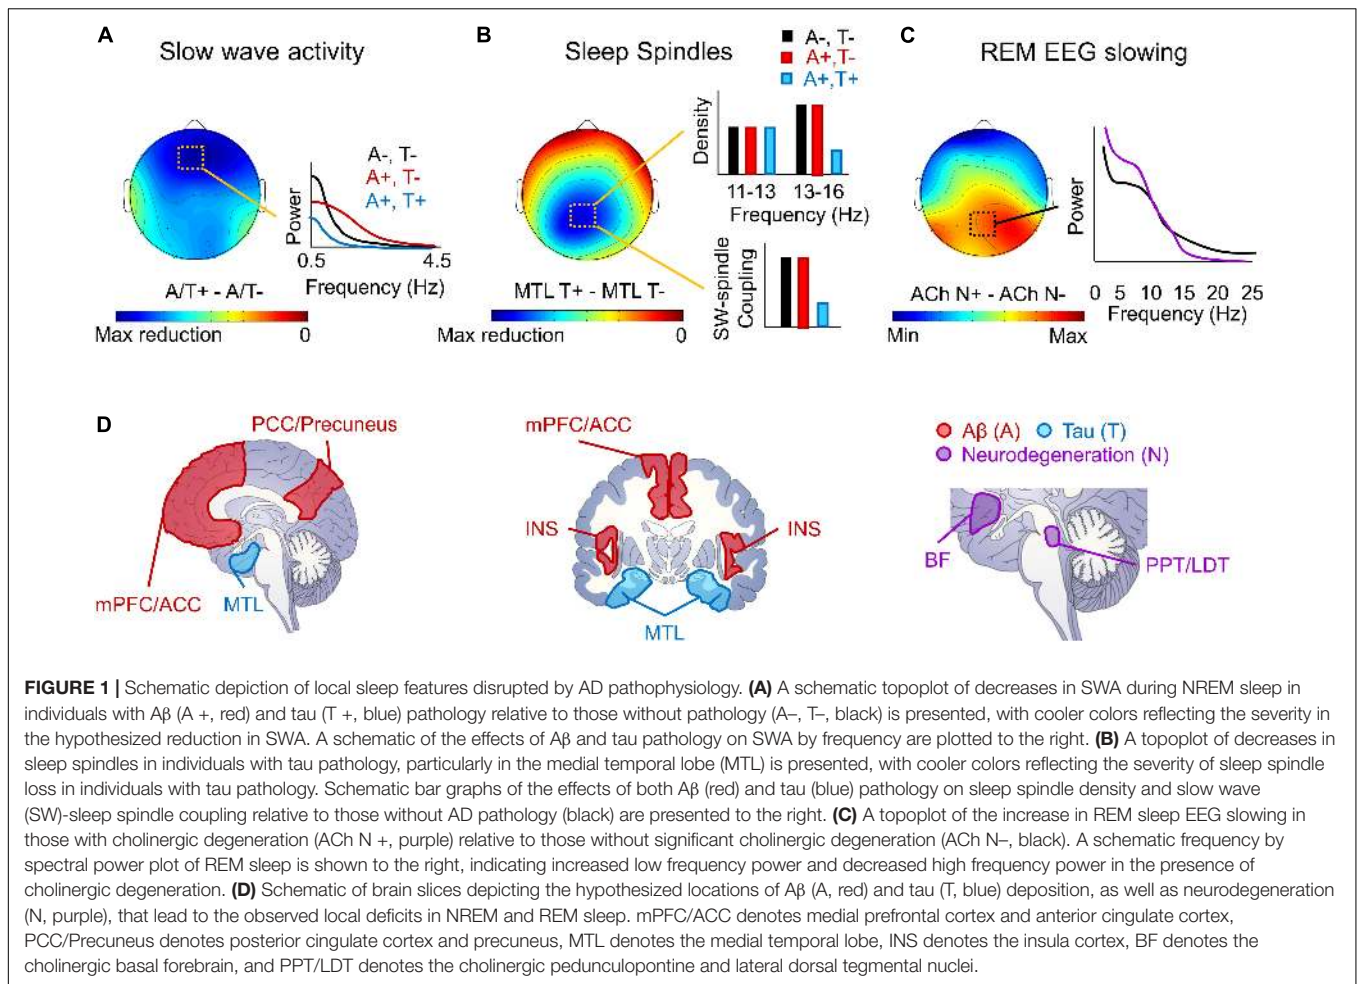 A
Slow wave activity
A-, T-
A+, T-
A+, T+
Power
0.5
4.5
Frequency (Hz)
A/T+ - A/T-
Max reduction
0
B
Sleep Spindles
A-, T-
A+,T-
A+,T+
Density
11-13
13-16
Frequency (Hz)
SW-spindle
Coupling
MTL T+ - MTL T-
Max reduction
0
C
REM EEG slowing
Power
0 5 10 15 20 25
Frequency (Hz)
ACh N+ - ACh N-
Min
Max
D
PCC/Precuneus
mPFC/ACC
MTL
mPFC/ACC
INS
INS
MTL
Aβ (A)
Tau (T)
Neurodegeneration (N)
BF
PPT/LDT
FIGURE 1 | Schematic depiction of local sleep features disrupted by AD pathophysiology. (A) A schematic topoplot of decreases in SWA during NREM sleep in
individuals with Aβ (A +, red) and tau (T +, blue) pathology relative to those without pathology (A–, T–, black) is presented, with cooler colors reflecting the severity in
the hypothesized reduction in SWA. A schematic of the effects of Aβ and tau pathology on SWA by frequency are plotted to the right. (B) A topoplot of decreases in
sleep spindles in individuals with tau pathology, particularly in the medial temporal lobe (MTL) is presented, with cooler colors reflecting the severity of sleep spindle
loss in individuals with tau pathology. Schematic bar graphs of the effects of both Aβ (red) and tau (blue) pathology on sleep spindle density and slow wave
(SW)-sleep spindle coupling relative to those without AD pathology (black) are presented to the right. (C) A topoplot of the increase in REM sleep EEG slowing in
those with cholinergic degeneration (ACh N +, purple) relative to those without significant cholinergic degeneration (ACh N–, black). A schematic frequency by
spectral power plot of REM sleep is shown to the right, indicating increased low frequency power and decreased high frequency power in the presence of
cholinergic degeneration. (D) Schematic of brain slices depicting the hypothesized locations of Aβ (A, red) and tau (T, blue) deposition, as well as neurodegeneration
(N, purple), that lead to the observed local deficits in NREM and REM sleep. mPFC/ACC denotes medial prefrontal cortex and anterior cingulate cortex,
PCC/Precuneus denotes posterior cingulate cortex and precuneus, MTL denotes the medial temporal lobe, INS denotes the insula cortex, BF denotes the
cholinergic basal forebrain, and PPT/LDT denotes the cholinergic pedunculopontine and lateral dorsal tegmental nuclei.